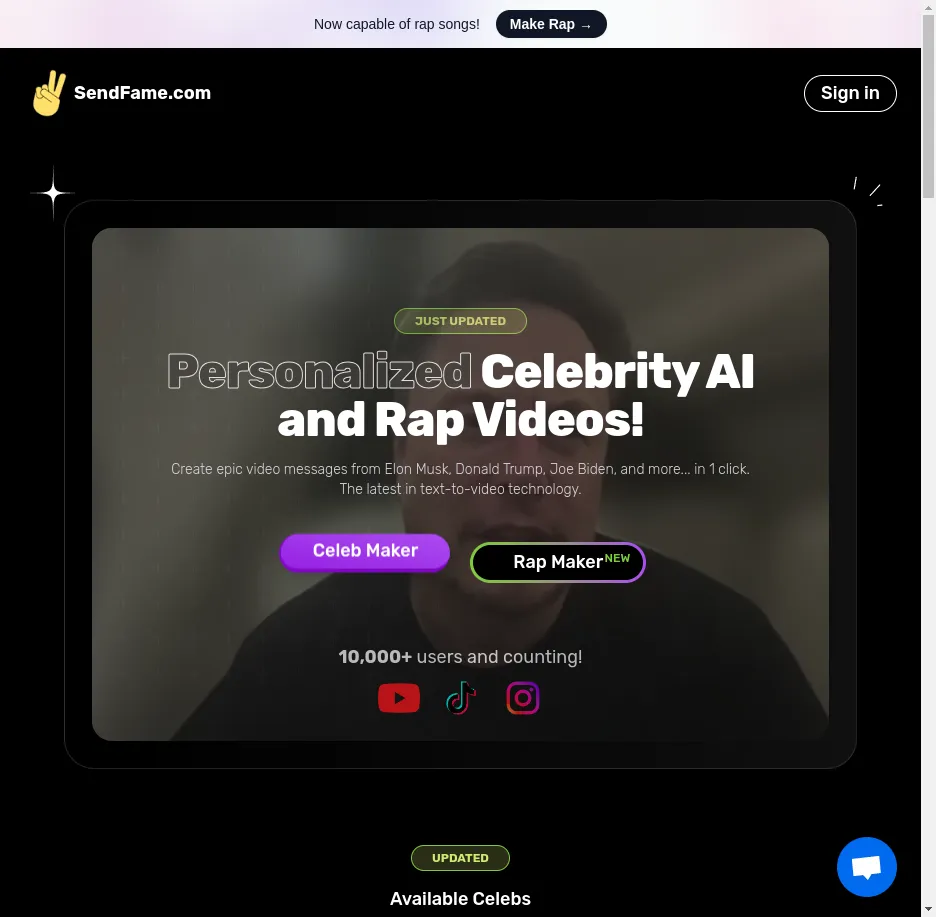 Now capable of rap songs!
Make Rap →
SendFame.com
Sign in
JUST UPDATED
Personalized Celebrity AI
and Rap Videos!
Create epic video messages from Elon Musk, Donald Trump, Joe Biden, and more... in 1 click.
The latest in text-to-video technology.
Celeb Maker
Rap Maker NEW
10,000+ users and counting!
UPDATED
Available Celebs